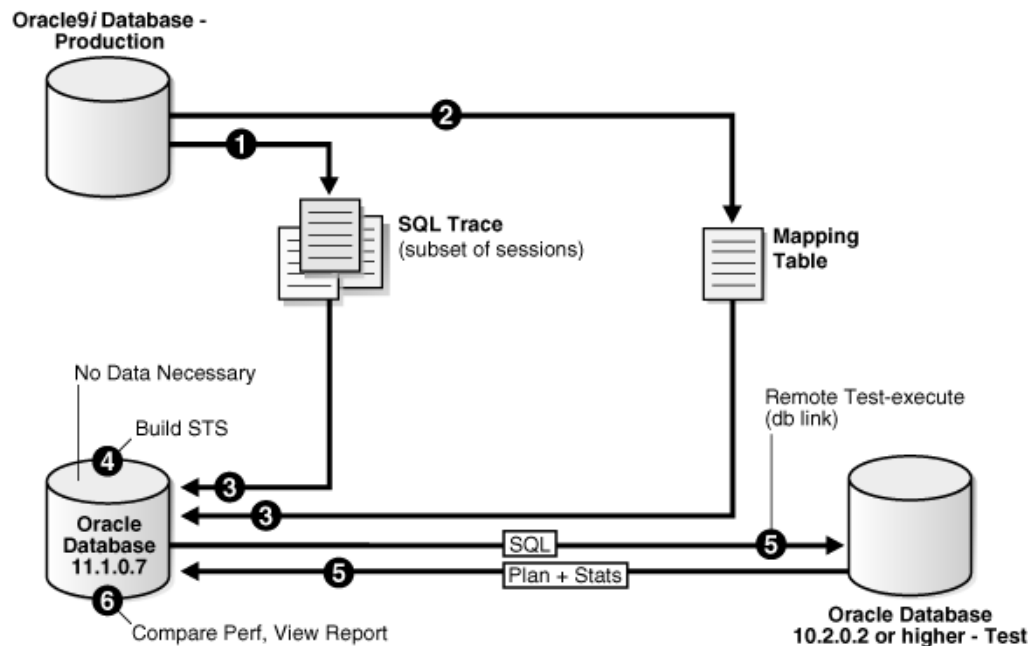 Oracle9i Database -
Production
2
1
SQL Trace
(subset of sessions)
Mapping
Table
No Data Necessary
Build STS
4
Remote Test-execute
(db link)
3
3
Oracle
Database
11.1.0.7
SQL
5
5
Plan + Stats
6
Compare Perf, View Report
Oracle Database
10.2.0.2 or higher - Test